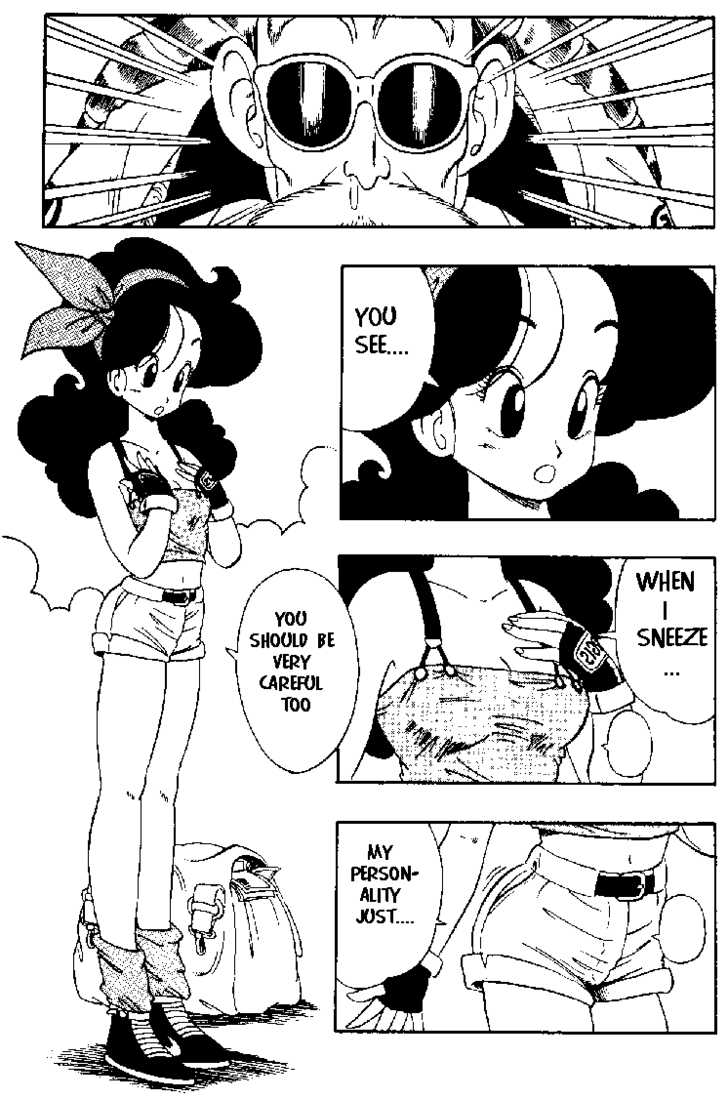 YOU
SEE....
WHEN
I
SNEEZE
...
MY
PERSON-
ALITY
JUST....
YOU
SHOULD BE
VERY
CAREFUL
TOO